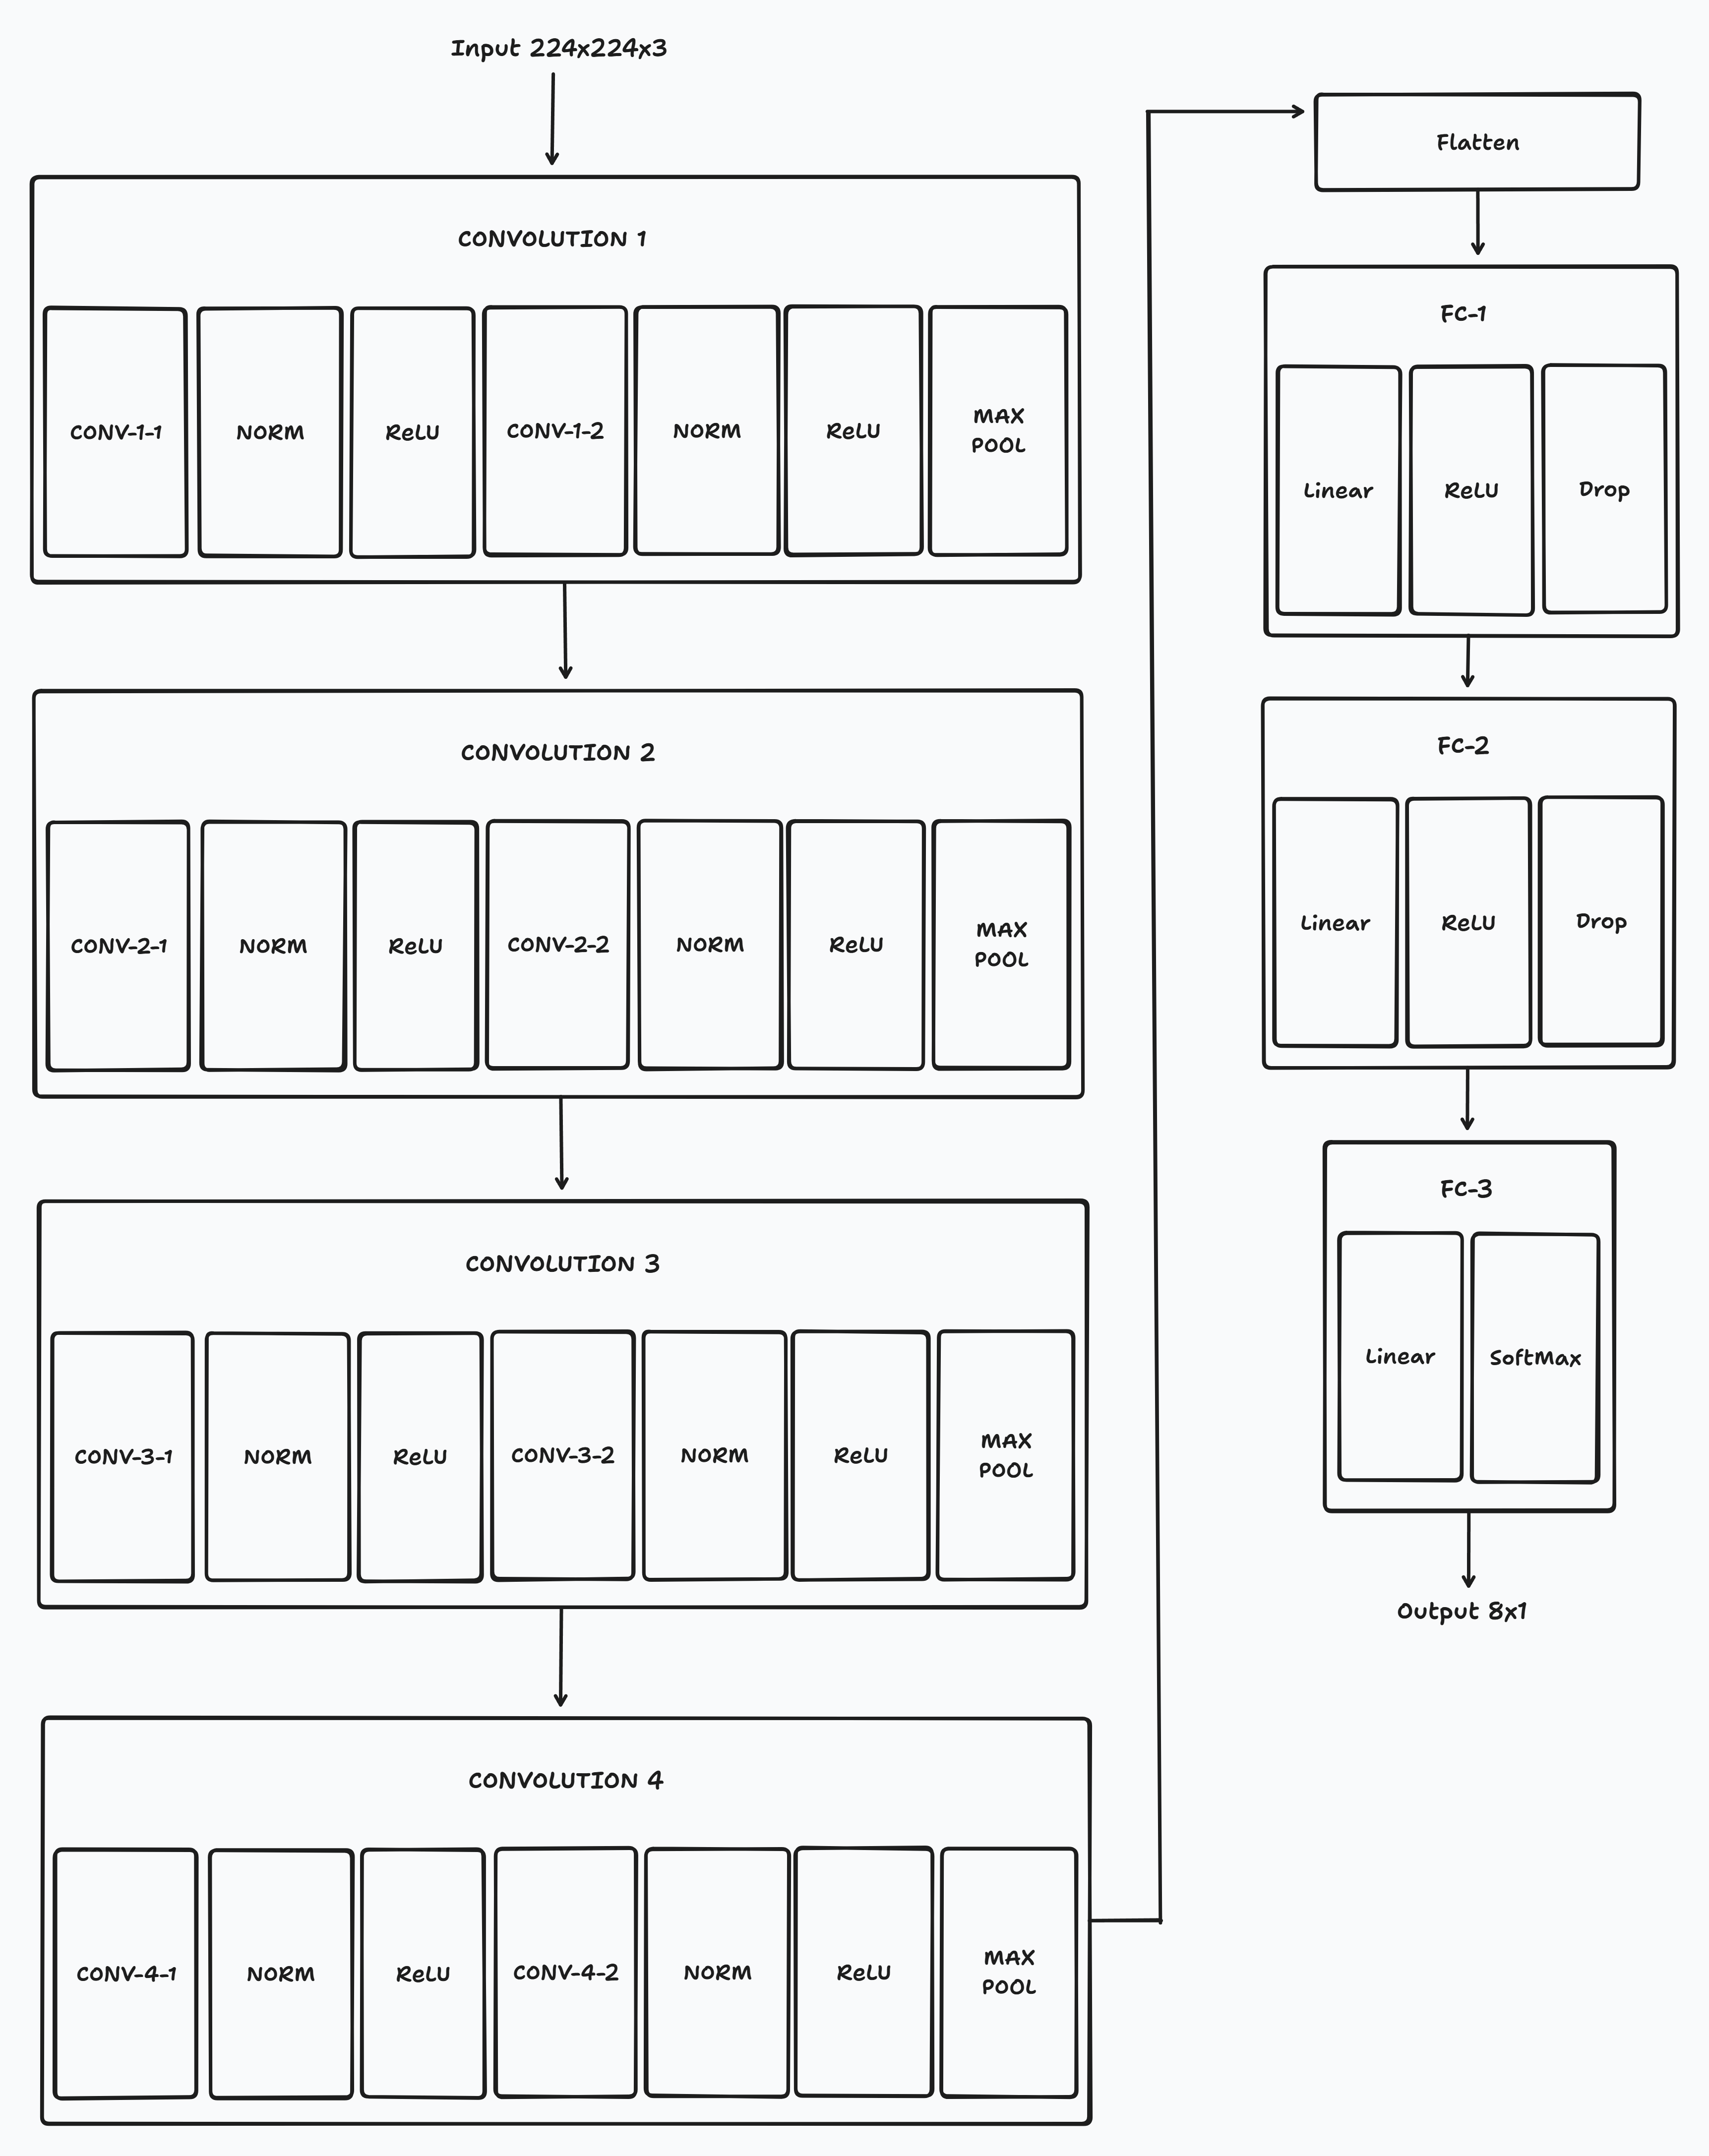 Input 224x224x3
CONVOLUTION 1
CONV-1-1
NORM
ReLU
CONV-1-2
NORM
ReLU
MAX
POOL
CONVOLUTION 2
CONV-2-1
NORM
ReLU
CONV-2-2
NORM
ReLU
MAX
POOL
CONVOLUTION 3
CONV-3-1
NORM
ReLU
CONV-3-2
NORM
ReLU
MAX
POOL
CONVOLUTION 4
CONV-4-1
NORM
ReLU
CONV-4-2
NORM
ReLU
MAX
POOL
Flatten
FC-1
Linear
ReLU
Drop
FC-2
Linear
ReLU
Drop
FC-3
Linear
SoftMax
Output 8x1